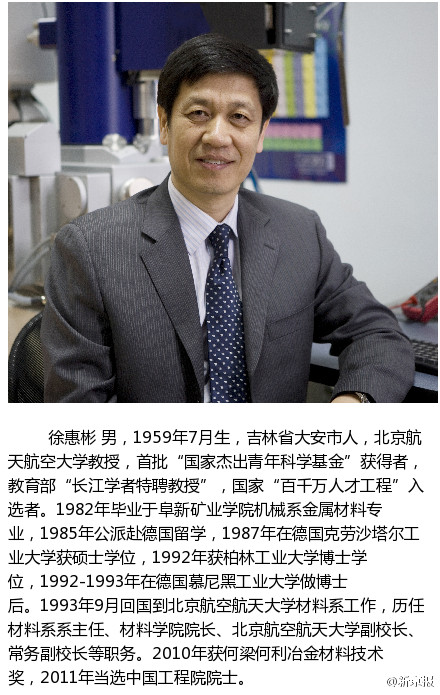 徐惠彬 男，1959年7月生，吉林省大安市人，北京航
天航空大学教授，首批“国家杰出青年科学基金”获得者，
教育部“长江学者特聘教授”，国家“百千万人才工程”入
选者。1982年毕业于阜新矿业学院机械系金属材料专
业，1985年公派赴德国留学，1987年在德国克劳沙塔尔工
业大学获硕士学位，1992年获柏林工业大学博士学
位，1992-1993年在德国慕尼黑工业大学做博士
后。1993年9月回国到北京航空航天大学材料系工作，历任
材料系系主任、材料学院院长、北京航空航天大学副校长、
常务副校长等职务。2010年获何梁何利冶金材料技术
奖，2011年当选中国工程院院士。
@新京报